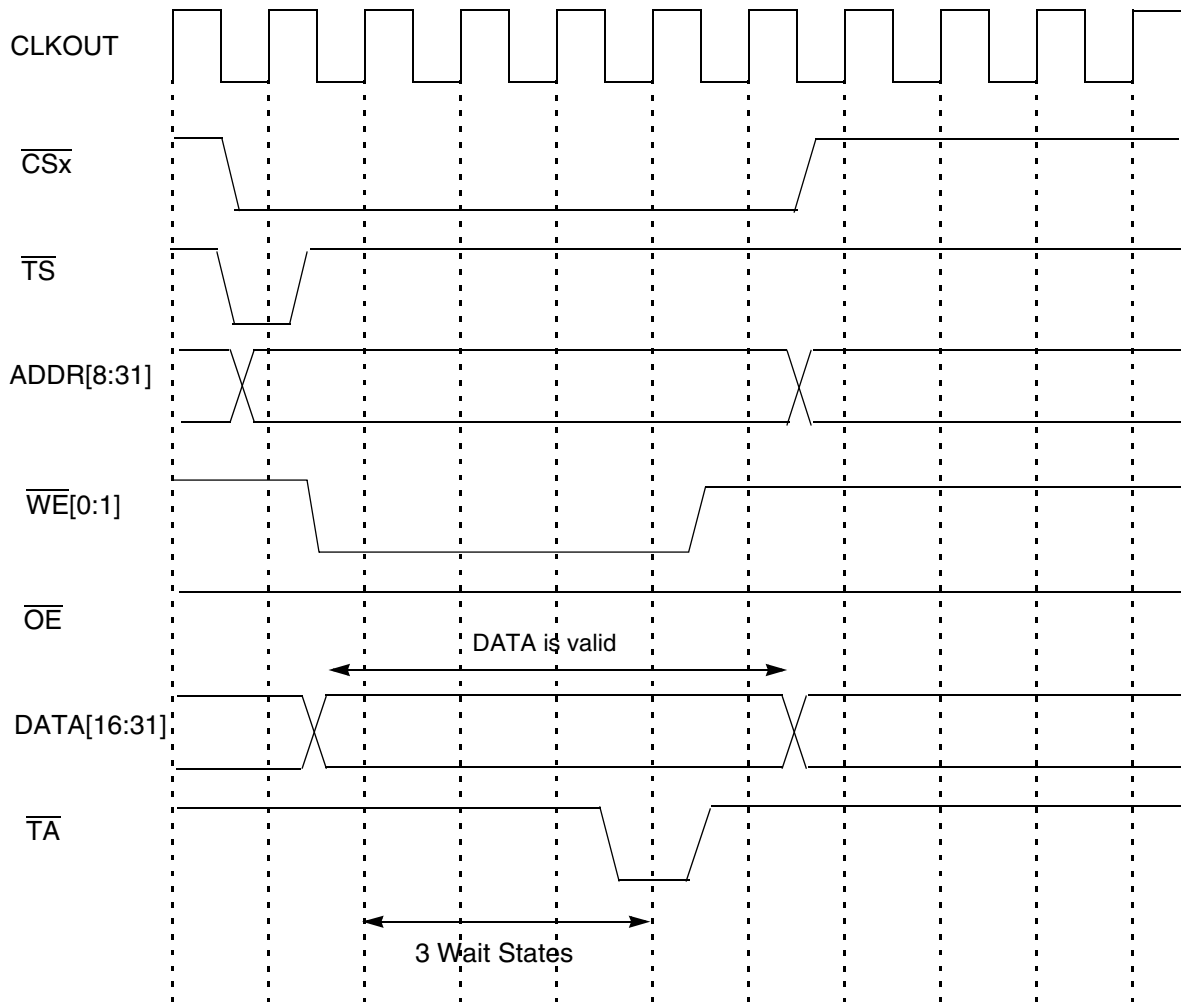 CLKOUT
CSx
TS
ADDR[8:31]
WE[0:1]
OE
DATA is valid
DATA[16:31]
TA
3 Wait States